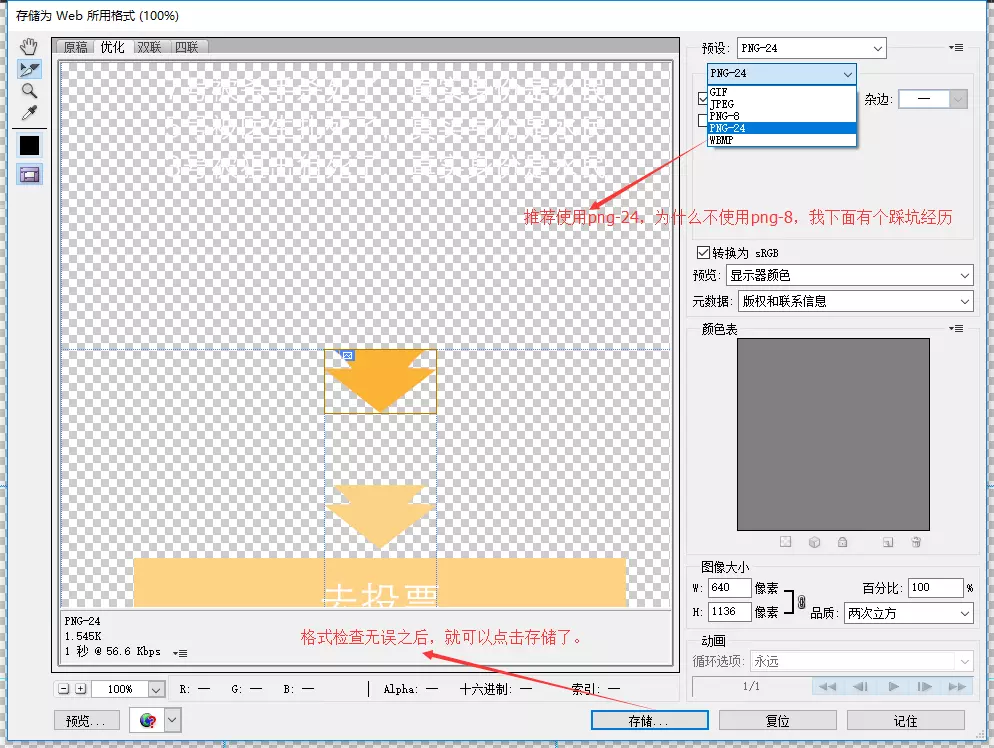 存储为 Web 所用格式 (100%)
原稿 优化 双联 四联
预设: PNG-24
PNG-24
GIF
JPEG
PNG-8
PNG-24
WBMP
杂边: —
推荐使用png-24，为什么不使用png-8，我下面有个踩坑经历
转换为 sRGB
预览: 显示器颜色
元数据: 版权和联系信息
颜色表
去投票
图像大小
W: 640 像素
H: 1136 像素
百分比: 100 %
品质: 两次立方
PNG-24
1.545K
1 秒 @ 56.6 Kbps
格式检查无误之后，就可以点击存储了。
动画
循环选项: 永远
1/1
100% R: — G: — B: — Alpha: — 十六进制: — 索引: —
预览... 存储... 复位 记住